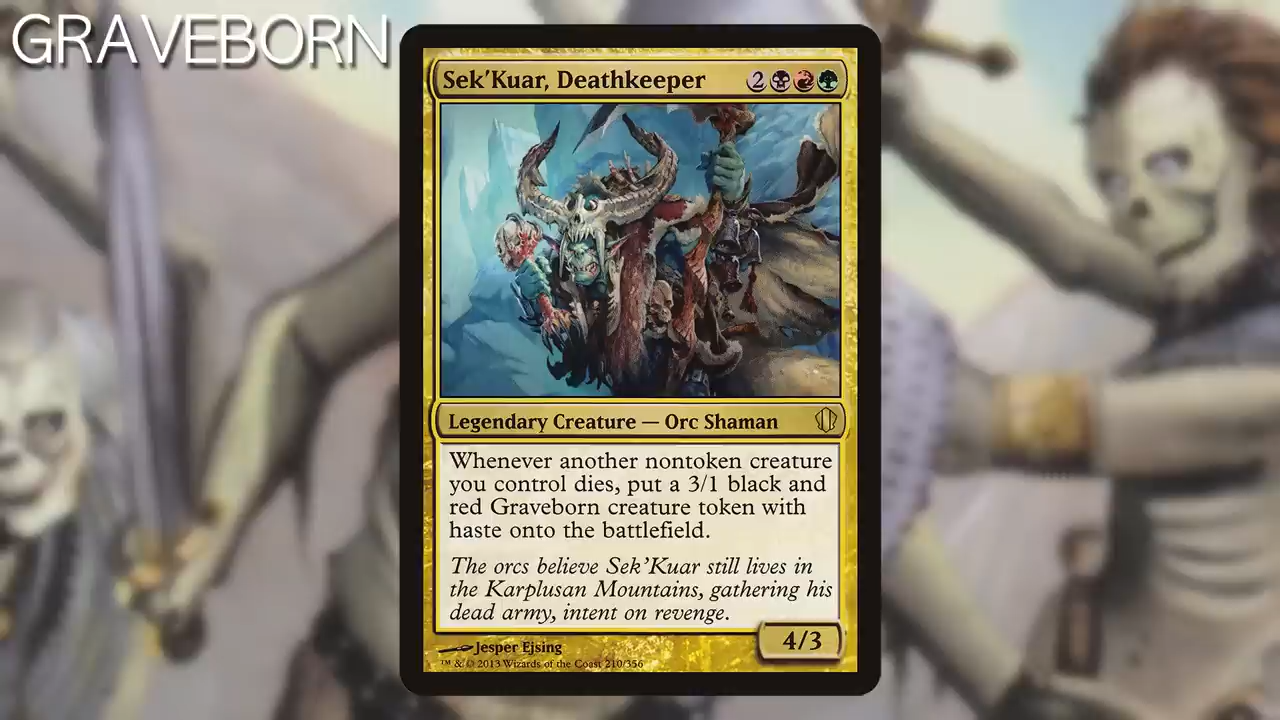 GRAVEBORN
Sek'Kuar, Deathkeeper 2
Legendary Creature — Orc Shaman
Whenever another nontoken creature
you control dies, put a 3/1 black and
red Graveborn creature token with
haste onto the battlefield.
The orcs believe Sek'Kuar still lives in
the Karplusan Mountains, gathering his
dead army, intent on revenge.
4/3
Jesper Ejsing
™ & © 2013 Wizards of the Coast 210/356